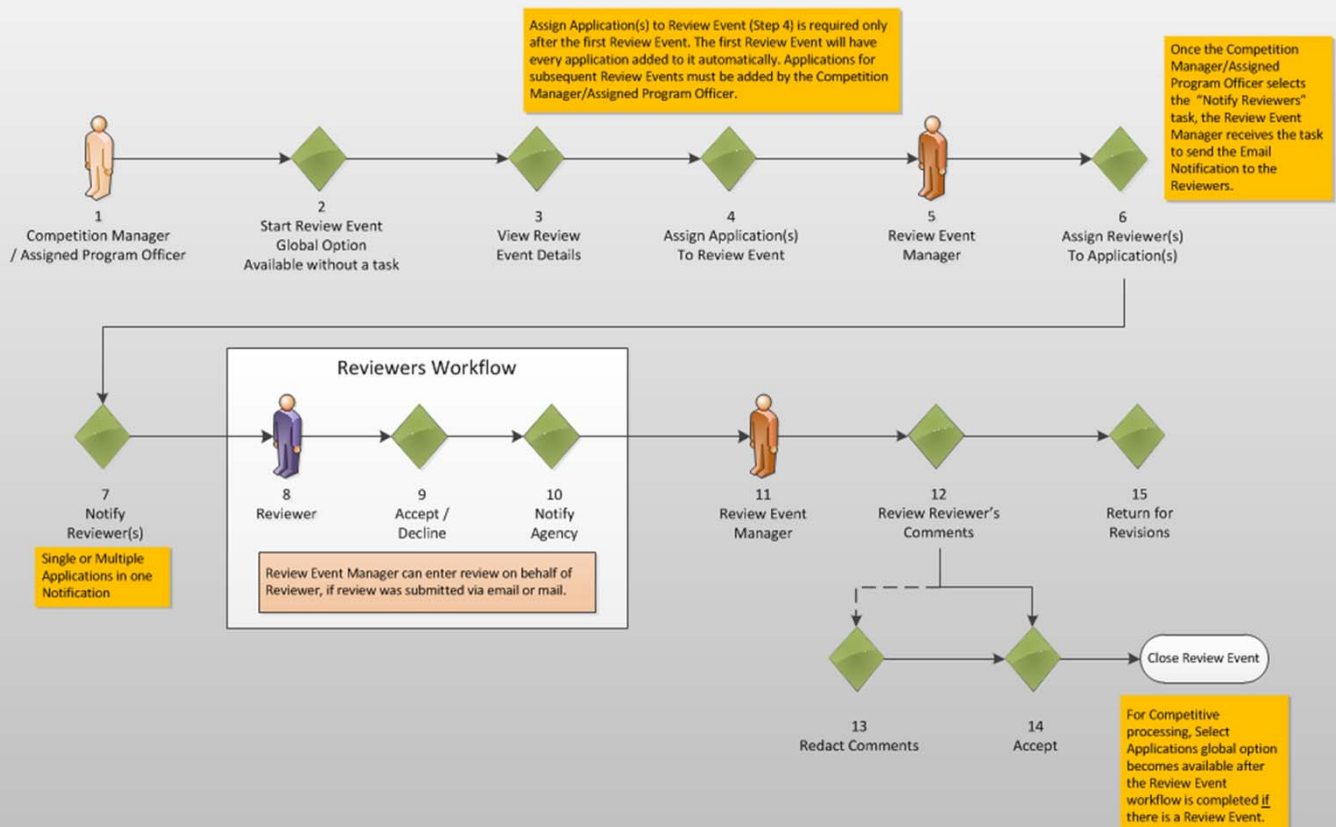 Assign Application(s) to Review Event (Step 4) is required only
after the first Review Event. The first Review Event will have
every application added to it automatically. Applications for
subsequent Review Events must be added by the Competition
Manager/Assigned Program Officer.
Once the Competition
Manager/Assigned
Program Officer selects
the "Notify Reviewers"
task, the Review Event
Manager receives the task
to send the Email
Notification to the
Reviewers.
1
Competition Manager
/ Assigned Program Officer
2
Start Review Event
Global Option
Available without a task
3
View Review
Event Details
4
Assign Application(s)
To Review Event
5
Review Event
Manager
6
Assign Reviewer(s)
To Application(s)
7
Notify
Reviewer(s)
Single or Multiple
Applications in one
Notification
Reviewers Workflow
8
Reviewer
9
Accept /
Decline
10
Notify
Agency
Review Event Manager can enter review on behalf of
Reviewer, if review was submitted via email or mail.
11
Review Event
Manager
12
Review Reviewer's
Comments
15
Return for
Revisions
13
Redact Comments
14
Accept
Close Review Event
For Competitive
processing, Select
Applications global option
becomes available after
the Review Event
workflow is completed if
there is a Review Event.